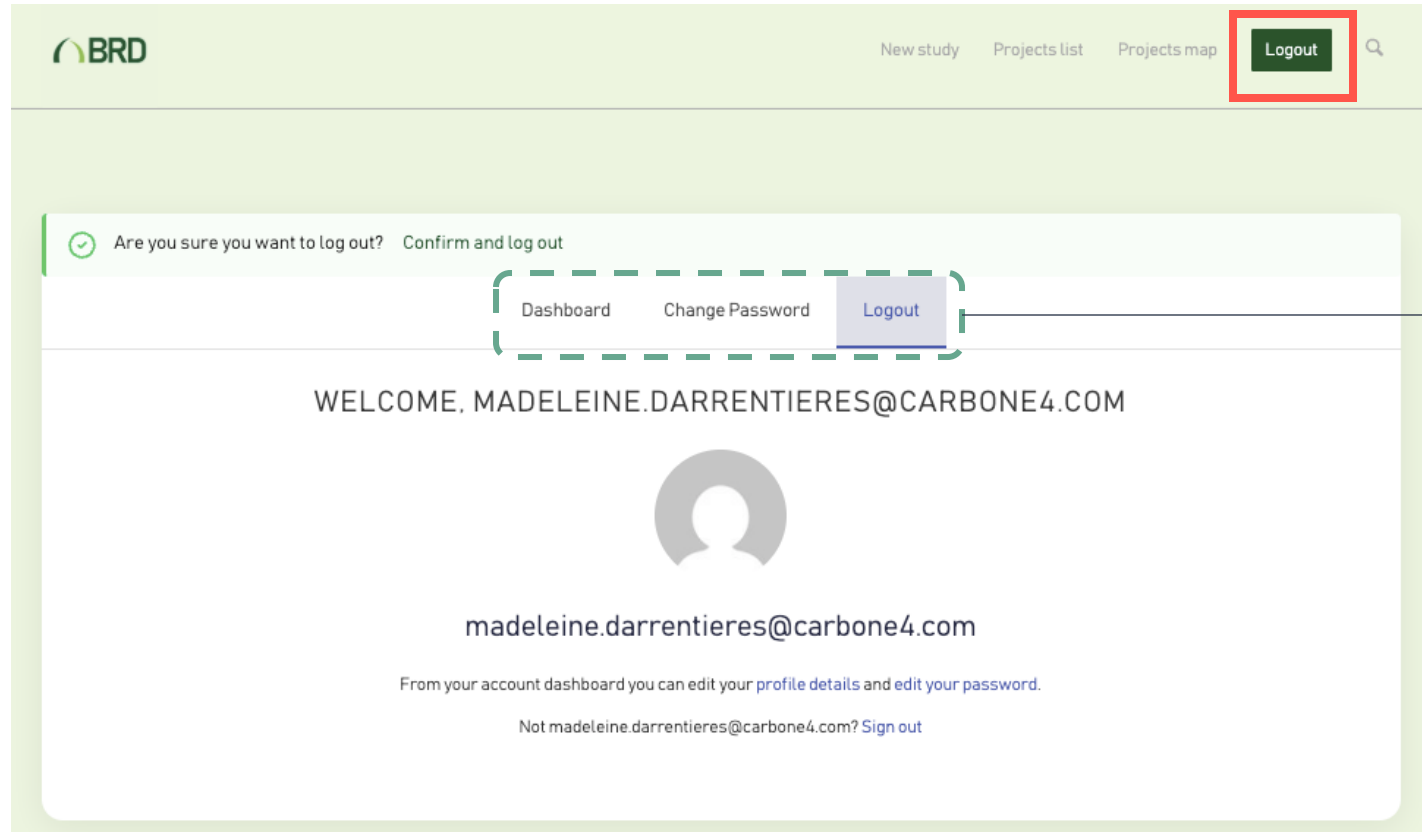 BRD
New study Projects list Projects map Logout
Are you sure you want to log out? Confirm and log out
Dashboard Change Password Logout
WELCOME, MADELEINE.DARRENTIERES@CARBONE4.COM
madeleine.darrentieres@carbone4.com
From your account dashboard you can edit your profile details and edit your password.
Not madeleine.darrentieres@carbone4.com? Sign out